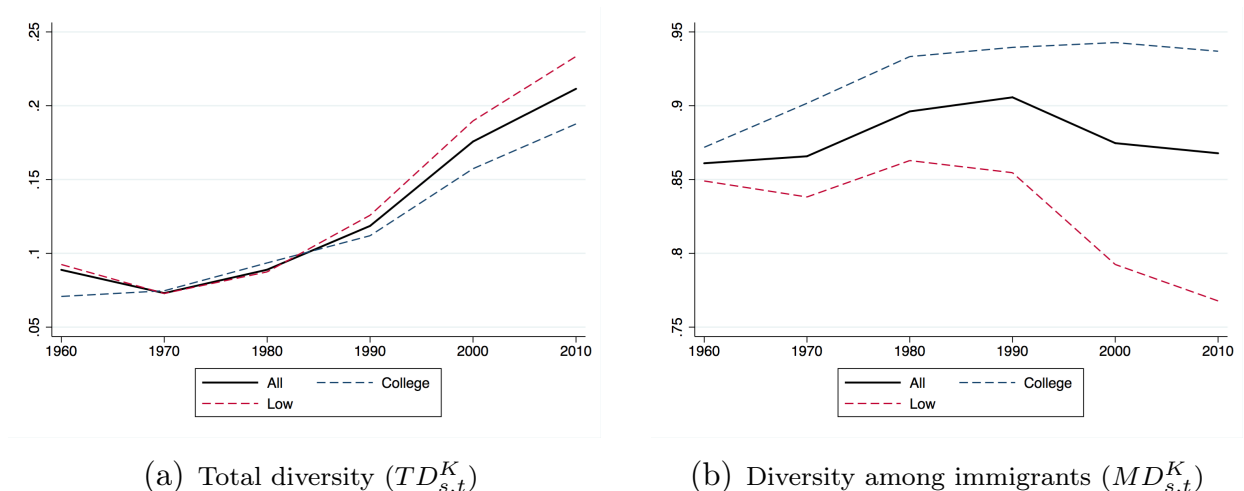 .25
.2
.15
.1
.05
1960 1970 1980 1990 2000 2010
All College
Low
(a) Total diversity (TD^K_{s,t})
.95
.9
.85
.8
.75
1960 1970 1980 1990 2000 2010
All College
Low
(b) Diversity among immigrants (MD^K_{s,t})